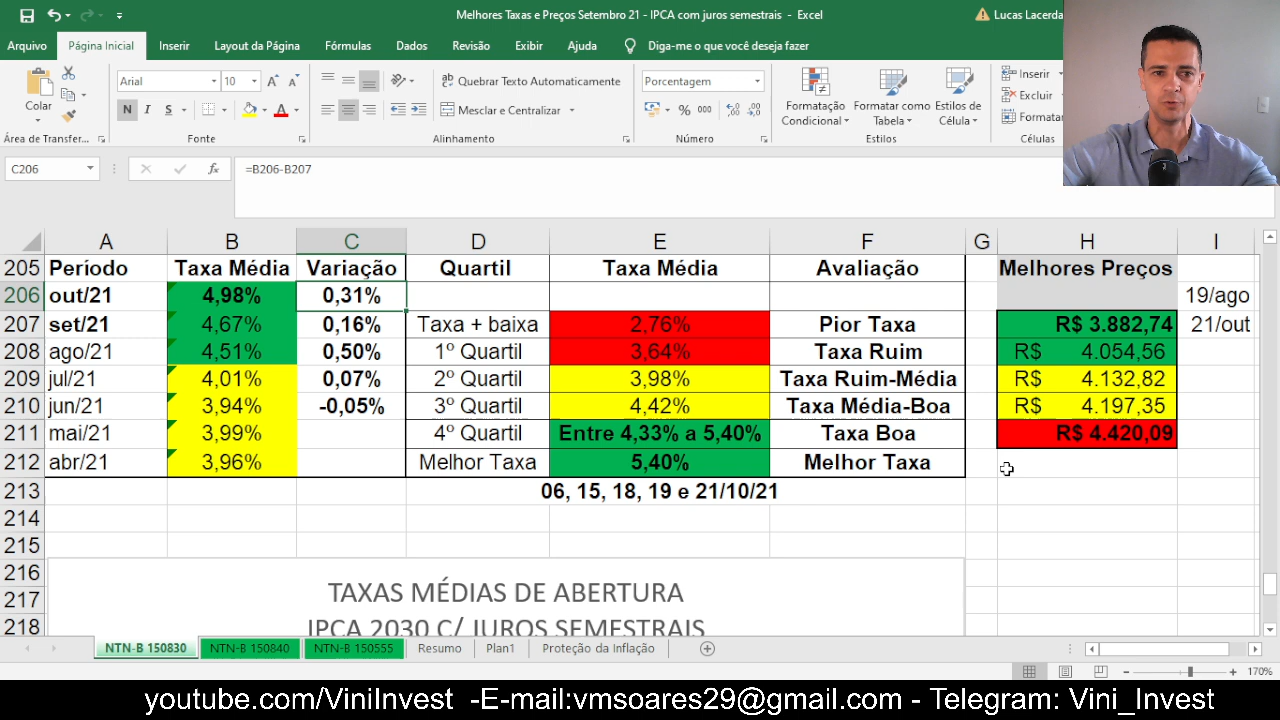 Melhores Taxas e Preços Setembro 21 - IPCA com juros semestrais - Excel
Lucas Lacerda
Arquivo Página Inicial Inserir Layout da Página Fórmulas Dados Revisão Exibir Ajuda Diga-me o que você deseja fazer
Colar
Arial 10
Quebrar Texto Automaticamente
Porcentagem
Formatação Condicional
Formatar como Tabela
Estilos de Célula
Inserir
Excluir
Formatar
N I S A
Mesclar e Centralizar
% 000
Área de Transfer... Fonte Alinhamento Número Estilos Células
C206 fx =B206-B207
A B C D E F G H I
205 Período Taxa Média Variação Quartil Taxa Média Avaliação Melhores Preços
206 out/21 4,98% 0,31% 19/ago
207 set/21 4,67% 0,16% Taxa + baixa 2,76% Pior Taxa R$ 3.882,74 21/out
208 ago/21 4,51% 0,50% 1º Quartil 3,64% Taxa Ruim R$ 4.054,56
209 jul/21 4,01% 0,07% 2º Quartil 3,98% Taxa Ruim-Média R$ 4.132,82
210 jun/21 3,94% -0,05% 3º Quartil 4,42% Taxa Média-Boa R$ 4.197,35
211 mai/21 3,99% 4º Quartil Entre 4,33% a 5,40% Taxa Boa R$ 4.420,09
212 abr/21 3,96% Melhor Taxa 5,40% Melhor Taxa
213 06, 15, 18, 19 e 21/10/21
214
215
216 TAXAS MÉDIAS DE ABERTURA
217
218 IPCA 2030 C/ JUROS SEMESTRAIS
NTN-B 150830 NTN-B 150840 NTN-B 150555 Resumo Plan1 Proteção da Inflação
170%
youtube.com/ViniInvest -E-mail:vmsoares29@gmail.com - Telegram: Vini_Invest